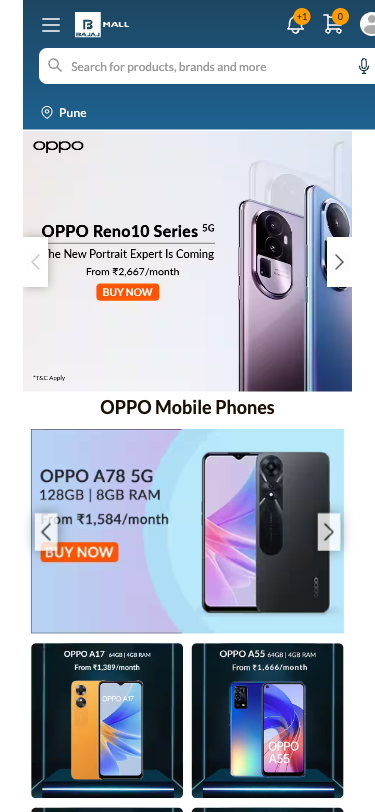 B
BAJAJ
MALL
+1
0
Search for products, brands and more
Pune
oppo
OPPO Reno10 Series 5G
The New Portrait Expert Is Coming
From ₹2,667/month
BUY NOW
*T&C Apply
OPPO Mobile Phones
OPPO A78 5G
128GB | 8GB RAM
From ₹1,584/month
BUY NOW
oppo
OPPO A17 64GB | 4GB RAM
From ₹1,389/month
OPPO A17
OPPO A55 64GB | 4GB RAM
From ₹1,666/month
OPPO
A55